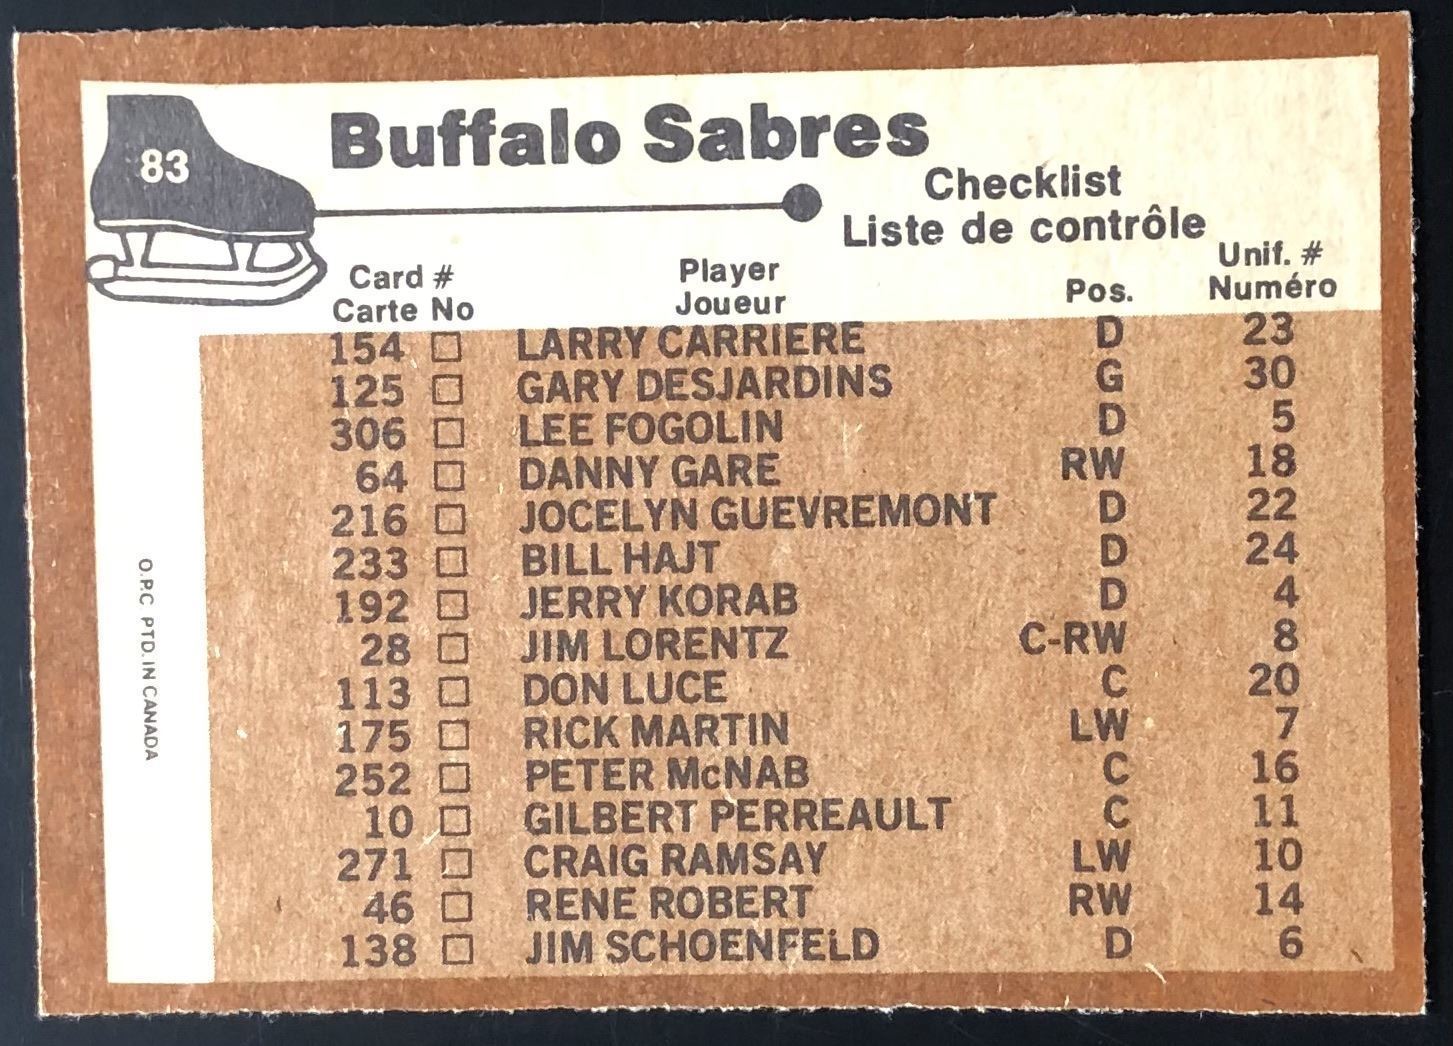 83
Buffalo Sabres
Checklist
Liste de contrôle
Card # Player Pos. Unif. #
Carte No Joueur Numéro
154 □ LARRY CARRIERE D 23
125 □ GARY DESJARDINS G 30
306 □ LEE FOGOLIN D 5
64 □ DANNY GARE RW 18
216 □ JOCELYN GUEVREMONT D 22
233 □ BILL HAJT D 24
192 □ JERRY KORAB D 4
28 □ JIM LORENTZ C-RW 8
113 □ DON LUCE C 20
175 □ RICK MARTIN LW 7
252 □ PETER McNAB C 16
10 □ GILBERT PERREAULT C 11
271 □ CRAIG RAMSAY LW 10
46 □ RENE ROBERT RW 14
138 □ JIM SCHOENFELD D 6
O.P.C PTD. IN CANADA